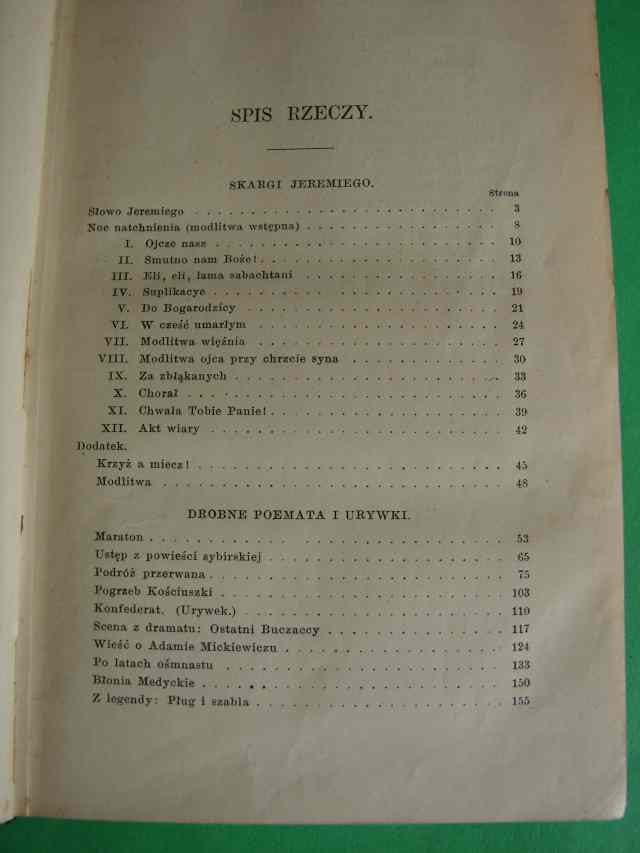 SPIS RZECZY.
SKARGI JEREMIEGO.
Strona
Słowo Jeremiego . . . . . . . . . . . . . . . . . . . . 3
Noc natchnienia (modlitwa wstępna) . . . . . . . . . . . . . 8
I. Ojcze nasz . . . . . . . . . . . . . . . . . . 10
II. Smutno nam Boże! . . . . . . . . . . . . . . . 13
III. Eli, eli, lama sabachtani . . . . . . . . . . . . 16
IV. Suplikacye . . . . . . . . . . . . . . . . . . 19
V. Do Bogarodzicy . . . . . . . . . . . . . . . . 21
VI. W cześć umarłym . . . . . . . . . . . . . . . 24
VII. Modlitwa więźnia . . . . . . . . . . . . . . . 27
VIII. Modlitwa ojca przy chrzcie syna . . . . . . . . . . 30
IX. Za zbłąkanych . . . . . . . . . . . . . . . . . 33
X. Chorał . . . . . . . . . . . . . . . . . . . . 36
XI. Chwała Tobie Panie! . . . . . . . . . . . . . . 39
XII. Akt wiary . . . . . . . . . . . . . . . . . . 42
Dodatek.
Krzyż a miecz! . . . . . . . . . . . . . . . . . . . 45
Modlitwa . . . . . . . . . . . . . . . . . . . . . 48
DROBNE POEMATA I URYWKI.
Maraton . . . . . . . . . . . . . . . . . . . . . . 53
Ustęp z powieści sybirskiej . . . . . . . . . . . . . . 65
Podróż przerwana . . . . . . . . . . . . . . . . . . 75
Pogrzeb Kościuszki . . . . . . . . . . . . . . . . . 103
Konfederat. (Urywek.) . . . . . . . . . . . . . . . . 110
Scena z dramatu: Ostatni Buczaccy . . . . . . . . . . . 117
Wieść o Adamie Mickiewiczu . . . . . . . . . . . . . 124
Po latach ośmnastu . . . . . . . . . . . . . . . . . 133
Błonia Medyckie . . . . . . . . . . . . . . . . . . 150
Z legendy: Pług i szabla . . . . . . . . . . . . . . . 155